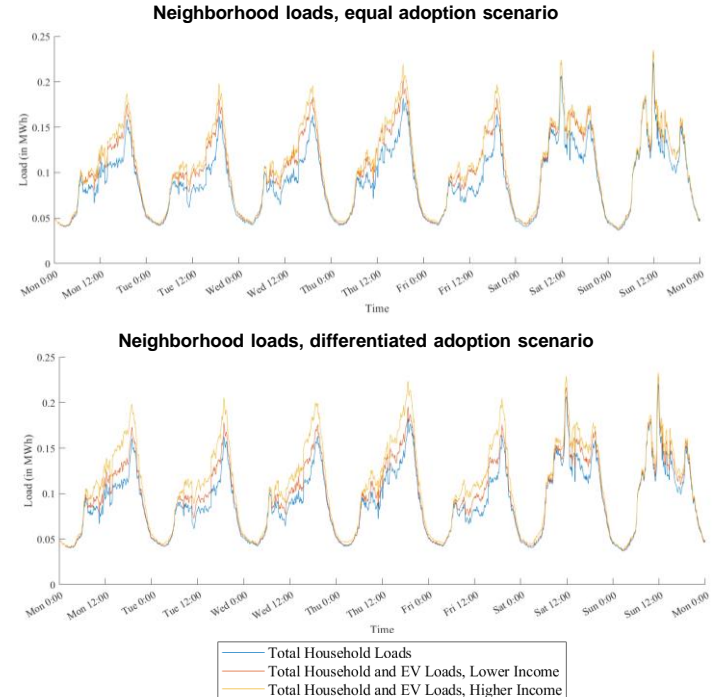 Neighborhood loads, equal adoption scenario
0.25
0.2
0.15
0.1
0.05
0
Load (in MWh)
Mon 0:00 Mon 12:00 Tue 0:00 Tue 12:00 Wed 0:00 Wed 12:00 Thu 0:00 Thu 12:00 Fri 0:00 Fri 12:00 Sat 0:00 Sat 12:00 Sun 0:00 Sun 12:00 Mon 0:00
Time
Neighborhood loads, differentiated adoption scenario
0.25
0.2
0.15
0.1
0.05
0
Load (in MWh)
Mon 0:00 Mon 12:00 Tue 0:00 Tue 12:00 Wed 0:00 Wed 12:00 Thu 0:00 Thu 12:00 Fri 0:00 Fri 12:00 Sat 0:00 Sat 12:00 Sun 0:00 Sun 12:00 Mon 0:00
Time
Total Household Loads
Total Household and EV Loads, Lower Income
Total Household and EV Loads, Higher Income